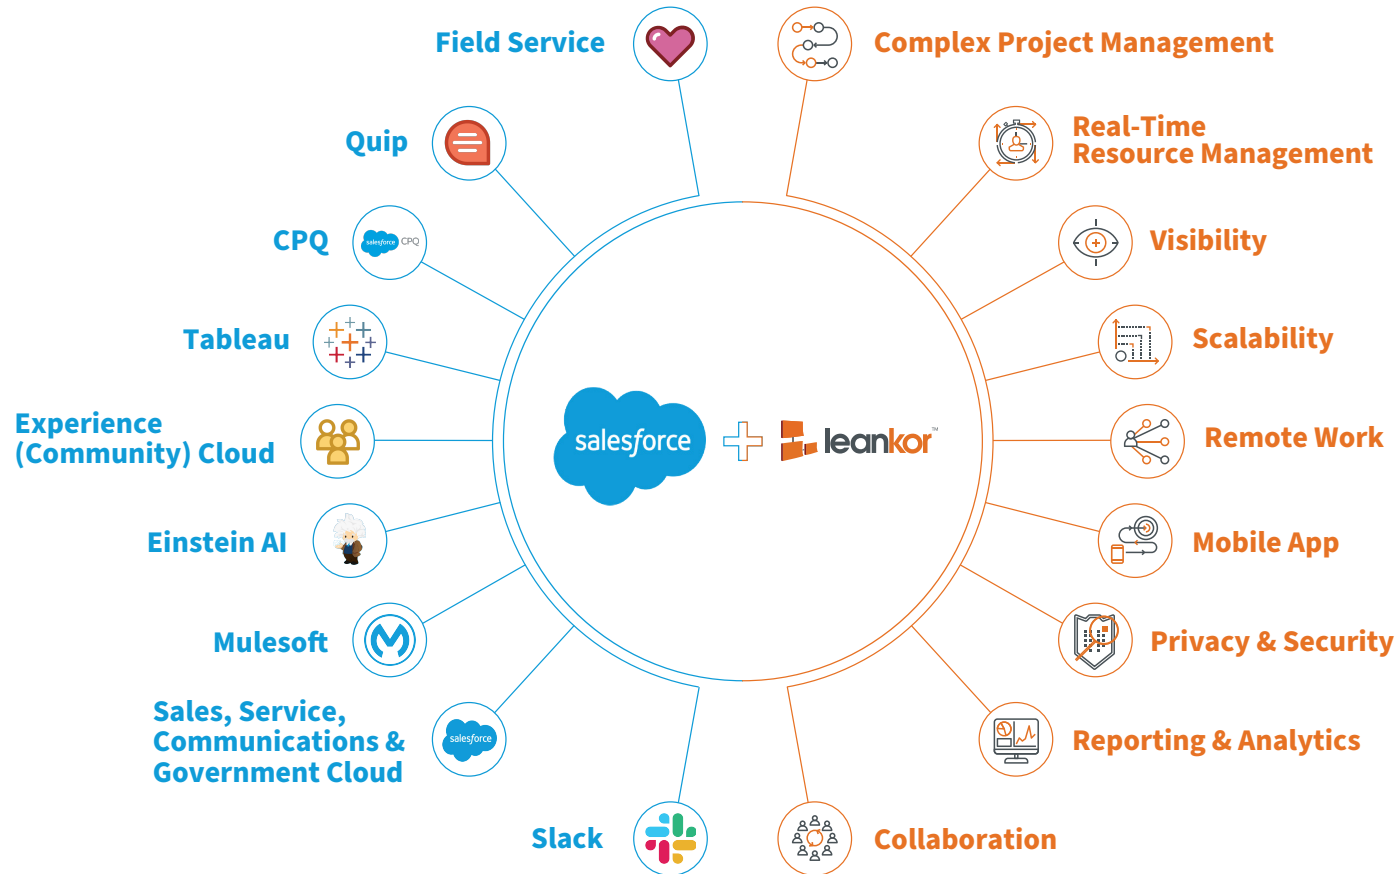 Field Service
Complex Project Management
Quip
Real-Time
Resource Management
CPQ
salesforce CPQ
Visibility
Tableau
Scalability
Experience
(Community) Cloud
salesforce
leankor™
Remote Work
Einstein AI
Mobile App
Mulesoft
Privacy & Security
Sales, Service,
Communications &
Government Cloud
salesforce
Reporting & Analytics
Slack
Collaboration